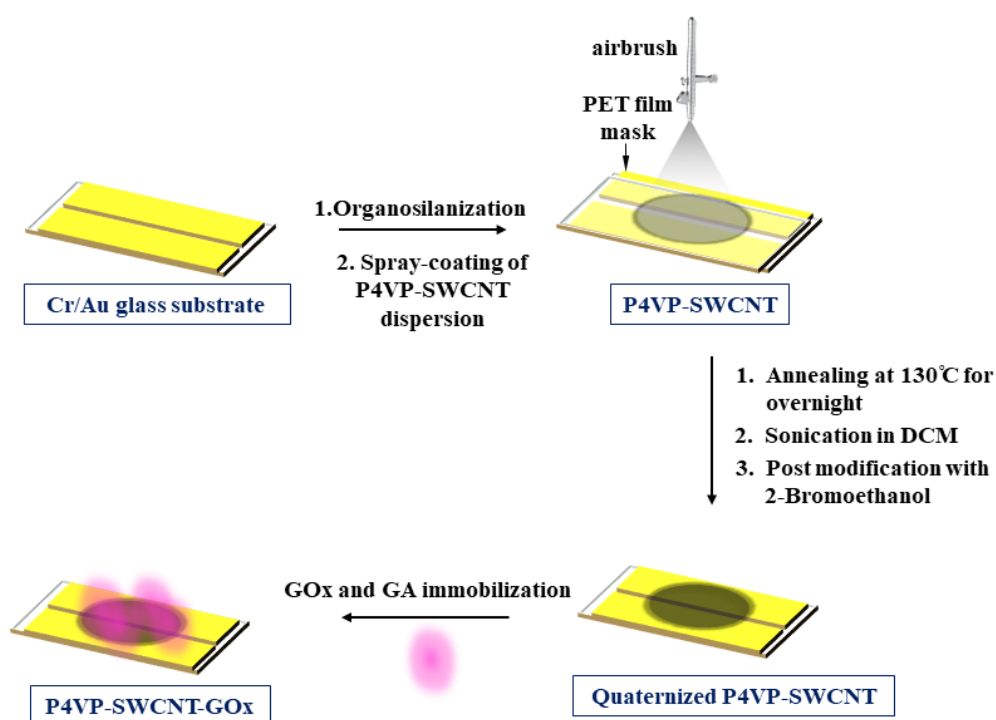 airbrush
PET film
mask
1.Organosilanization
2. Spray-coating of
P4VP-SWCNT
dispersion
Cr/Au glass substrate
P4VP-SWCNT
1. Annealing at 130℃ for
overnight
2. Sonication in DCM
3. Post modification with
2-Bromoethanol
GOx and GA immobilization
P4VP-SWCNT-GOx
Quaternized P4VP-SWCNT